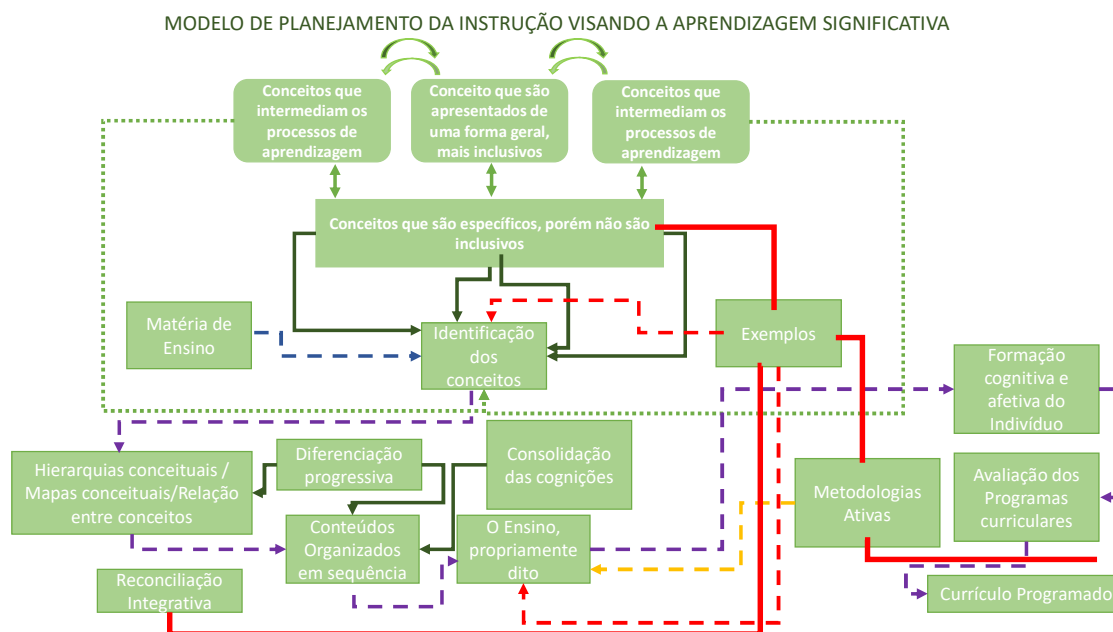 MODELO DE PLANEJAMENTO DA INSTRUÇÃO VISANDO A APRENDIZAGEM SIGNIFICATIVA
Conceitos que
intermediam os
processos de
aprendizagem
Conceito que são
apresentados de
uma forma geral,
mais inclusivos
Conceitos que
intermediam os
processos de
aprendizagem
Conceitos que são específicos, porém não são
inclusivos
Matéria de
Ensino
Identificação
dos
conceitos
Exemplos
Formação
cognitiva e
afetiva do
Indivíduo
Hierarquias conceituais /
Mapas conceituais/Relação
entre conceitos
Diferenciação
progressiva
Consolidação
das cognições
Metodologias
Ativas
Avaliação dos
Programas
curriculares
Conteúdos
Organizados
em sequência
O Ensino,
propriamente
dito
Reconciliação
Integrativa
Currículo Programado